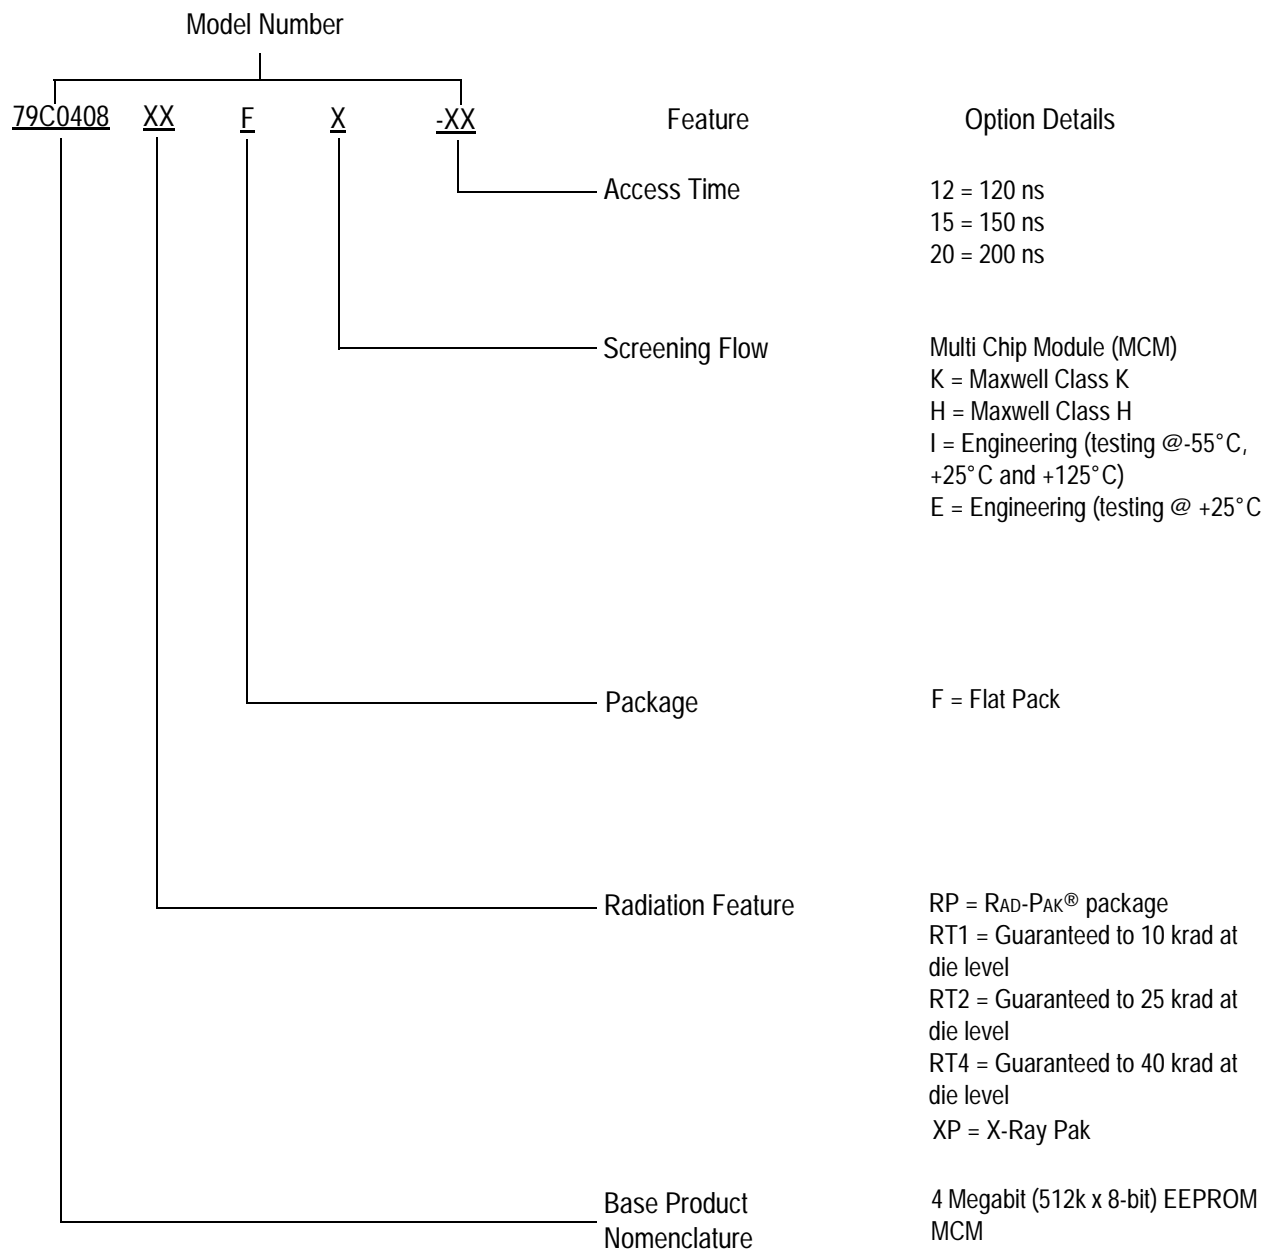 Model Number
79C0408 XX F X -XX Feature Option Details
Access Time 12 = 120 ns
15 = 150 ns
20 = 200 ns
Screening Flow Multi Chip Module (MCM)
K = Maxwell Class K
H = Maxwell Class H
I = Engineering (testing @-55°C,
+25°C and +125°C)
E = Engineering (testing @ +25°C
Package F = Flat Pack
Radiation Feature RP = RAD-PAK® package
RT1 = Guaranteed to 10 krad at
die level
RT2 = Guaranteed to 25 krad at
die level
RT4 = Guaranteed to 40 krad at
die level
XP = X-Ray Pak
Base Product 4 Megabit (512k x 8-bit) EEPROM
Nomenclature MCM